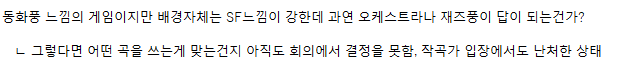 동화풍 느낌의 게임이지만 배경자체는 SF느낌이 강한데 과연 오케스트라나 재즈풍이 답이 되는건가?
ㄴ 그렇다면 어떤 곡을 쓰는게 맞는건지 아직도 회의에서 결정을 못함, 작곡가 입장에서도 난처한 상태